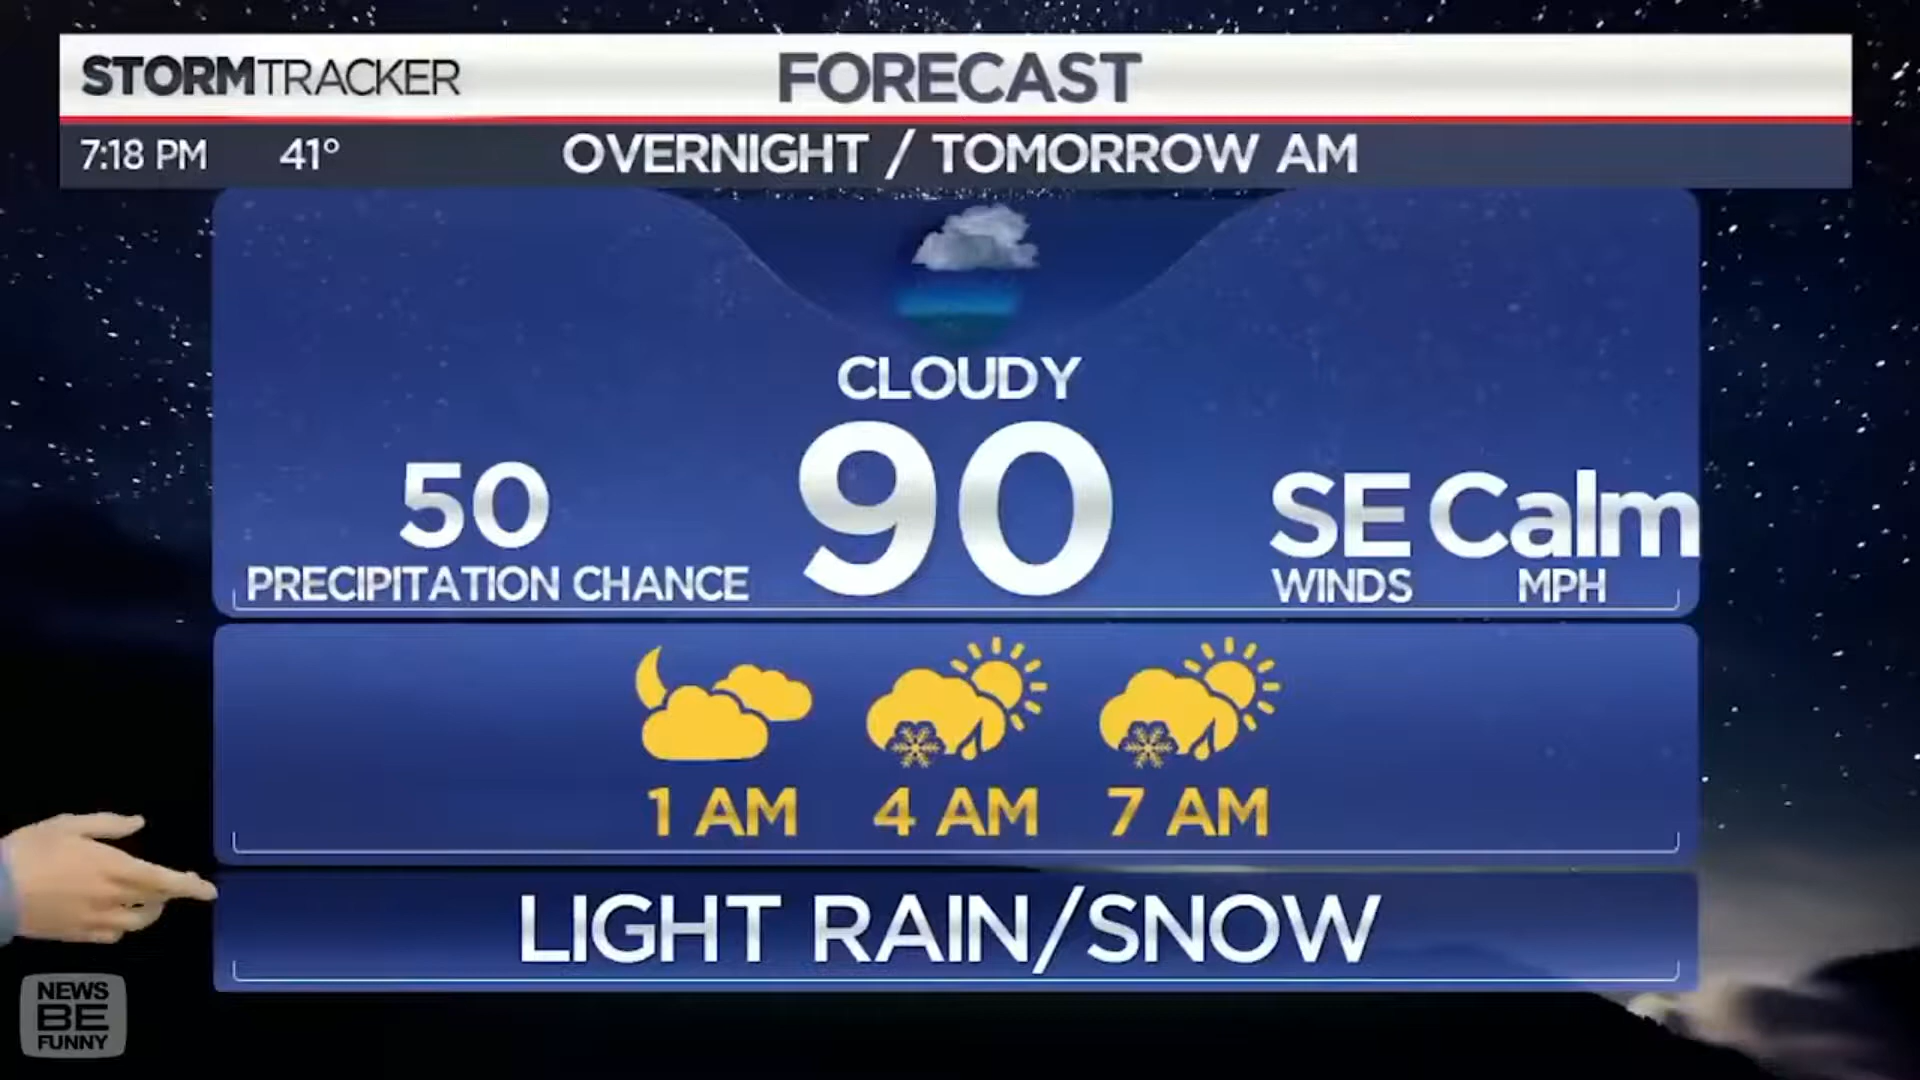 STORMTRACKER
FORECAST
7:18 PM 41°
OVERNIGHT / TOMORROW AM
CLOUDY
90
50
PRECIPITATION CHANCE
SE Calm
WINDS MPH
1 AM 4 AM 7 AM
LIGHT RAIN/SNOW
NEWS
BE
FUNNY